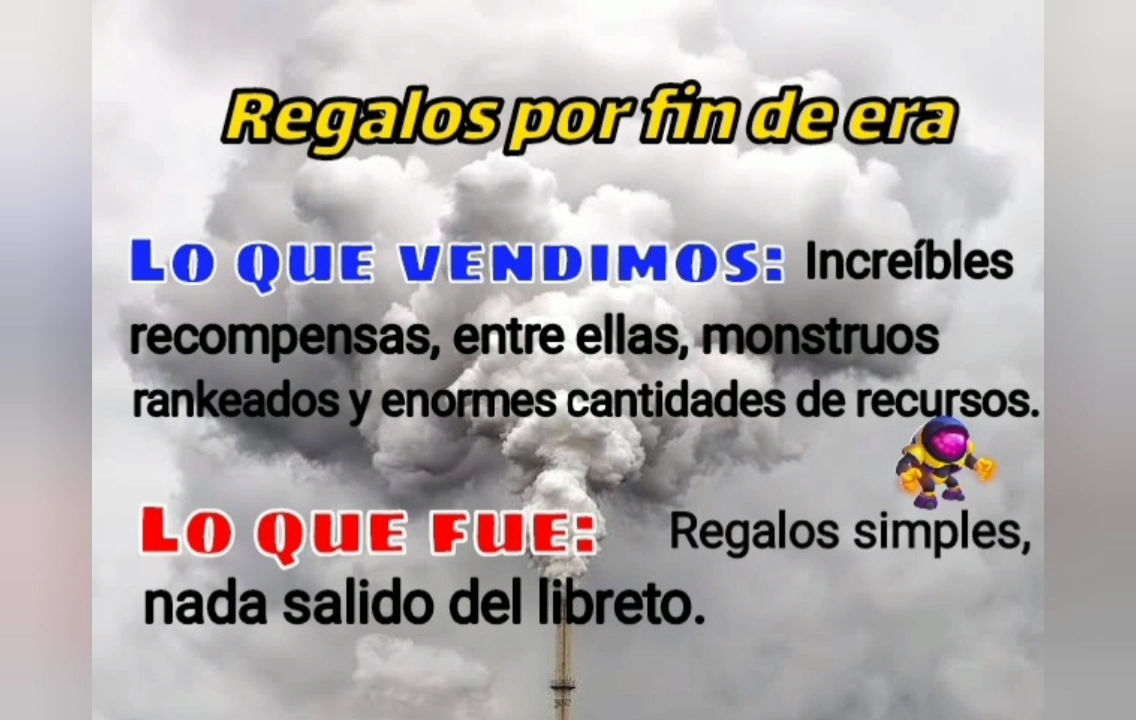 Regalos por fin de era
Lo que vendimos: Increíbles
recompensas, entre ellas, monstruos
rankeados y enormes cantidades de recursos.
Lo que fue: Regalos simples,
nada salido del libreto.